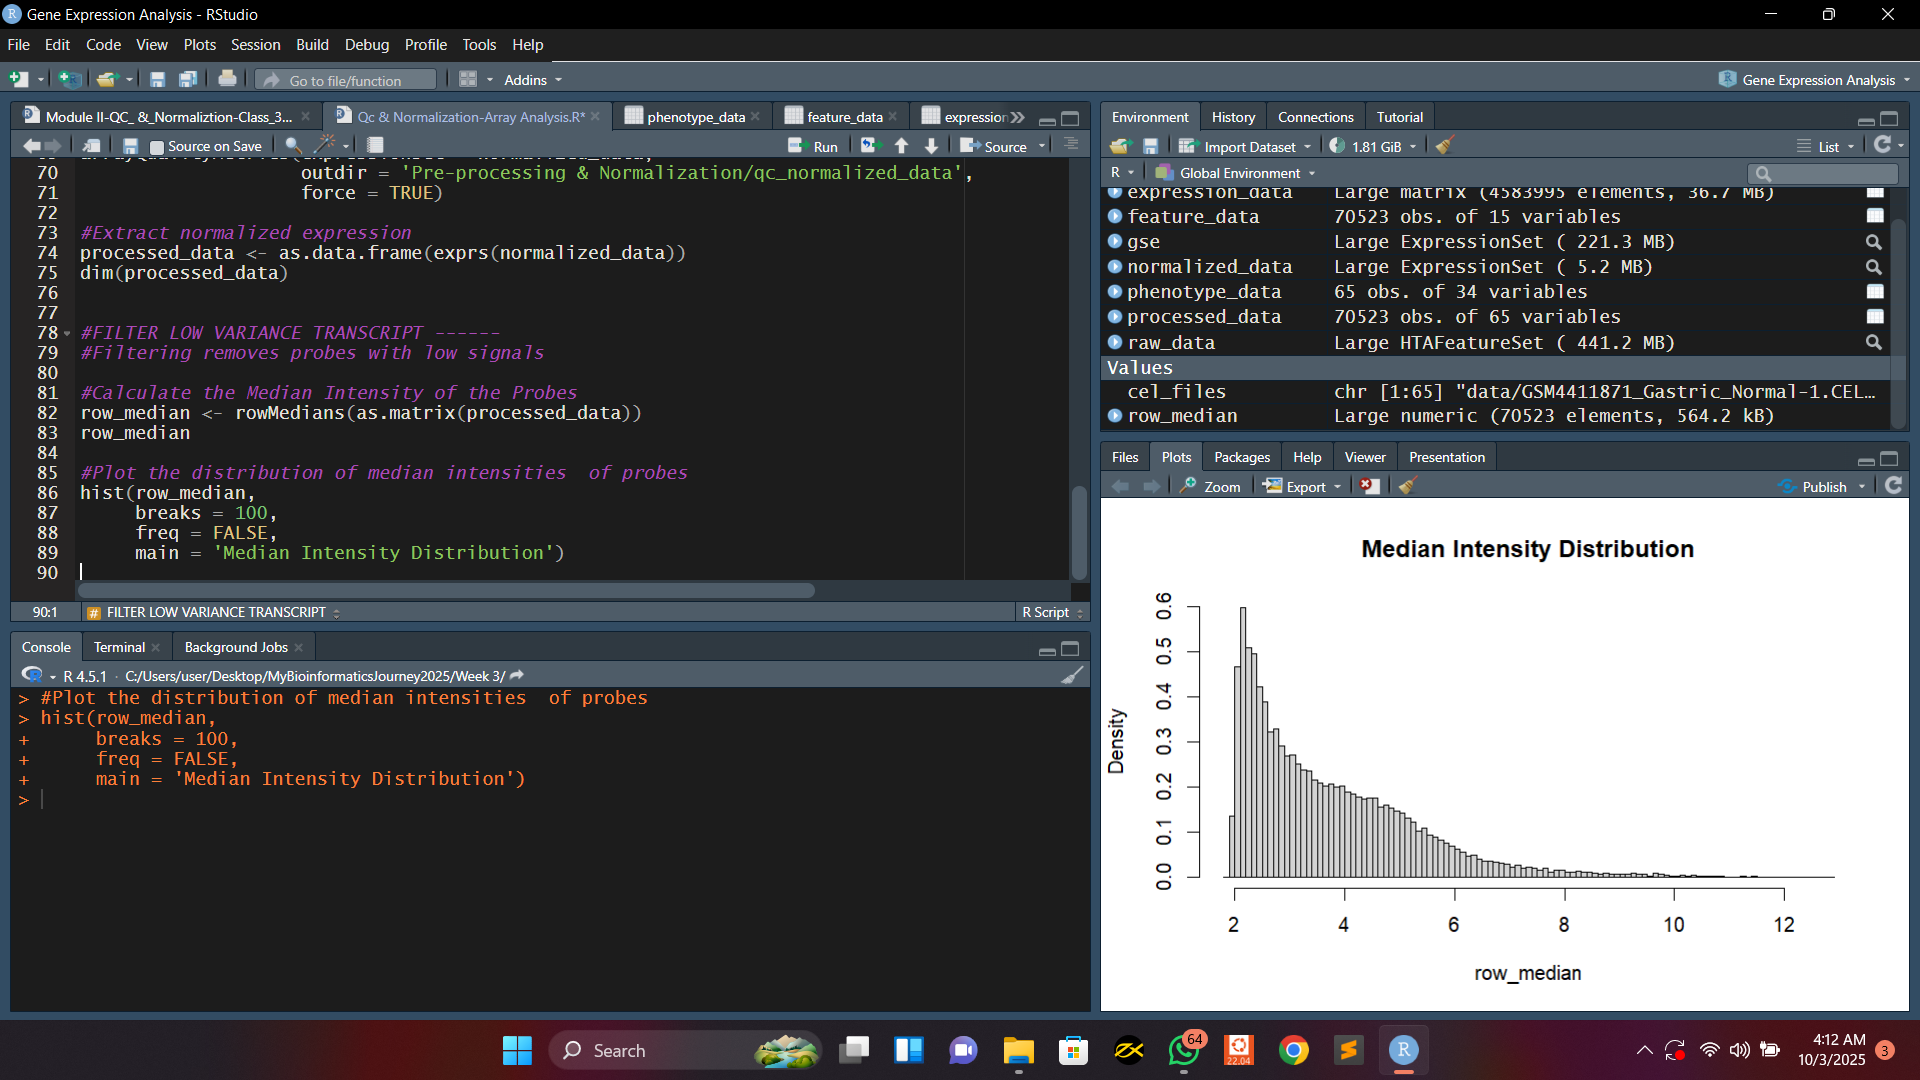 Gene Expression Analysis - RStudio
File Edit Code View Plots Session Build Debug Profile Tools Help
Go to file/function Addins Gene Expression Analysis
Module II-QC_&_Normaliztion-Class_3... Qc & Normalization-Array Analysis.R* phenotype_data feature_data expression
Source on Save Run Source
70 outdir = 'Pre-processing & Normalization/qc_normalized_data',
71 force = TRUE)
72
73 #Extract normalized expression
74 processed_data <- as.data.frame(exprs(normalized_data))
75 dim(processed_data)
76
77
78 #FILTER LOW VARIANCE TRANSCRIPT ------
79 #Filtering removes probes with low signals
80
81 #Calculate the Median Intensity of the Probes
82 row_median <- rowMedians(as.matrix(processed_data))
83 row_median
84
85 #Plot the distribution of median intensities  of probes
86 hist(row_median,
87 breaks = 100,
88 freq = FALSE,
89 main = 'Median Intensity Distribution')
90
90:1 # FILTER LOW VARIANCE TRANSCRIPT R Script
Console Terminal Background Jobs
R 4.5.1 · C:/Users/user/Desktop/MyBioinformaticsJourney2025/Week 3/
> #Plot the distribution of median intensities  of probes
> hist(row_median,
+ breaks = 100,
+ freq = FALSE,
+ main = 'Median Intensity Distribution')
>
Environment History Connections Tutorial
Import Dataset 1.81 GiB List
R Global Environment
expression_data Large matrix (4583995 elements, 36.7 MB)
feature_data 70523 obs. of 15 variables
gse Large ExpressionSet ( 221.3 MB)
normalized_data Large ExpressionSet ( 5.2 MB)
phenotype_data 65 obs. of 34 variables
processed_data 70523 obs. of 65 variables
raw_data Large HTAFeatureSet ( 441.2 MB)
Values
cel_files chr [1:65] "data/GSM4411871_Gastric_Normal-1.CEL...
row_median Large numeric (70523 elements, 564.2 kB)
Files Plots Packages Help Viewer Presentation
Zoom Export Publish
Median Intensity Distribution
Density
0.0 0.1 0.2 0.3 0.4 0.5 0.6
2 4 6 8 10 12
row_median
Search 64 22.04 R 4:12 AM
10/3/2025 3